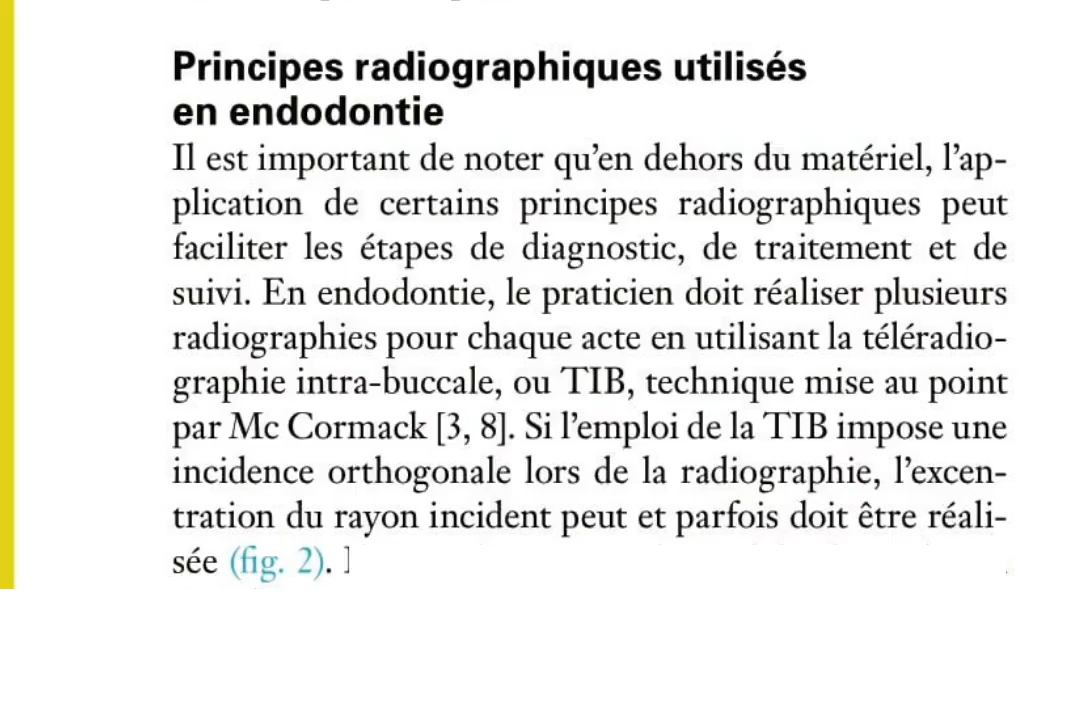 Principes radiographiques utilisés
en endodontie
Il est important de noter qu’en dehors du matériel, l’ap-
plication de certains principes radiographiques peut
faciliter les étapes de diagnostic, de traitement et de
suivi. En endodontie, le praticien doit réaliser plusieurs
radiographies pour chaque acte en utilisant la téléradio-
graphie intra-buccale, ou TIB, technique mise au point
par Mc Cormack [3, 8]. Si l’emploi de la TIB impose une
incidence orthogonale lors de la radiographie, l’excen-
tration du rayon incident peut et parfois doit être réali-
sée (fig. 2). ]